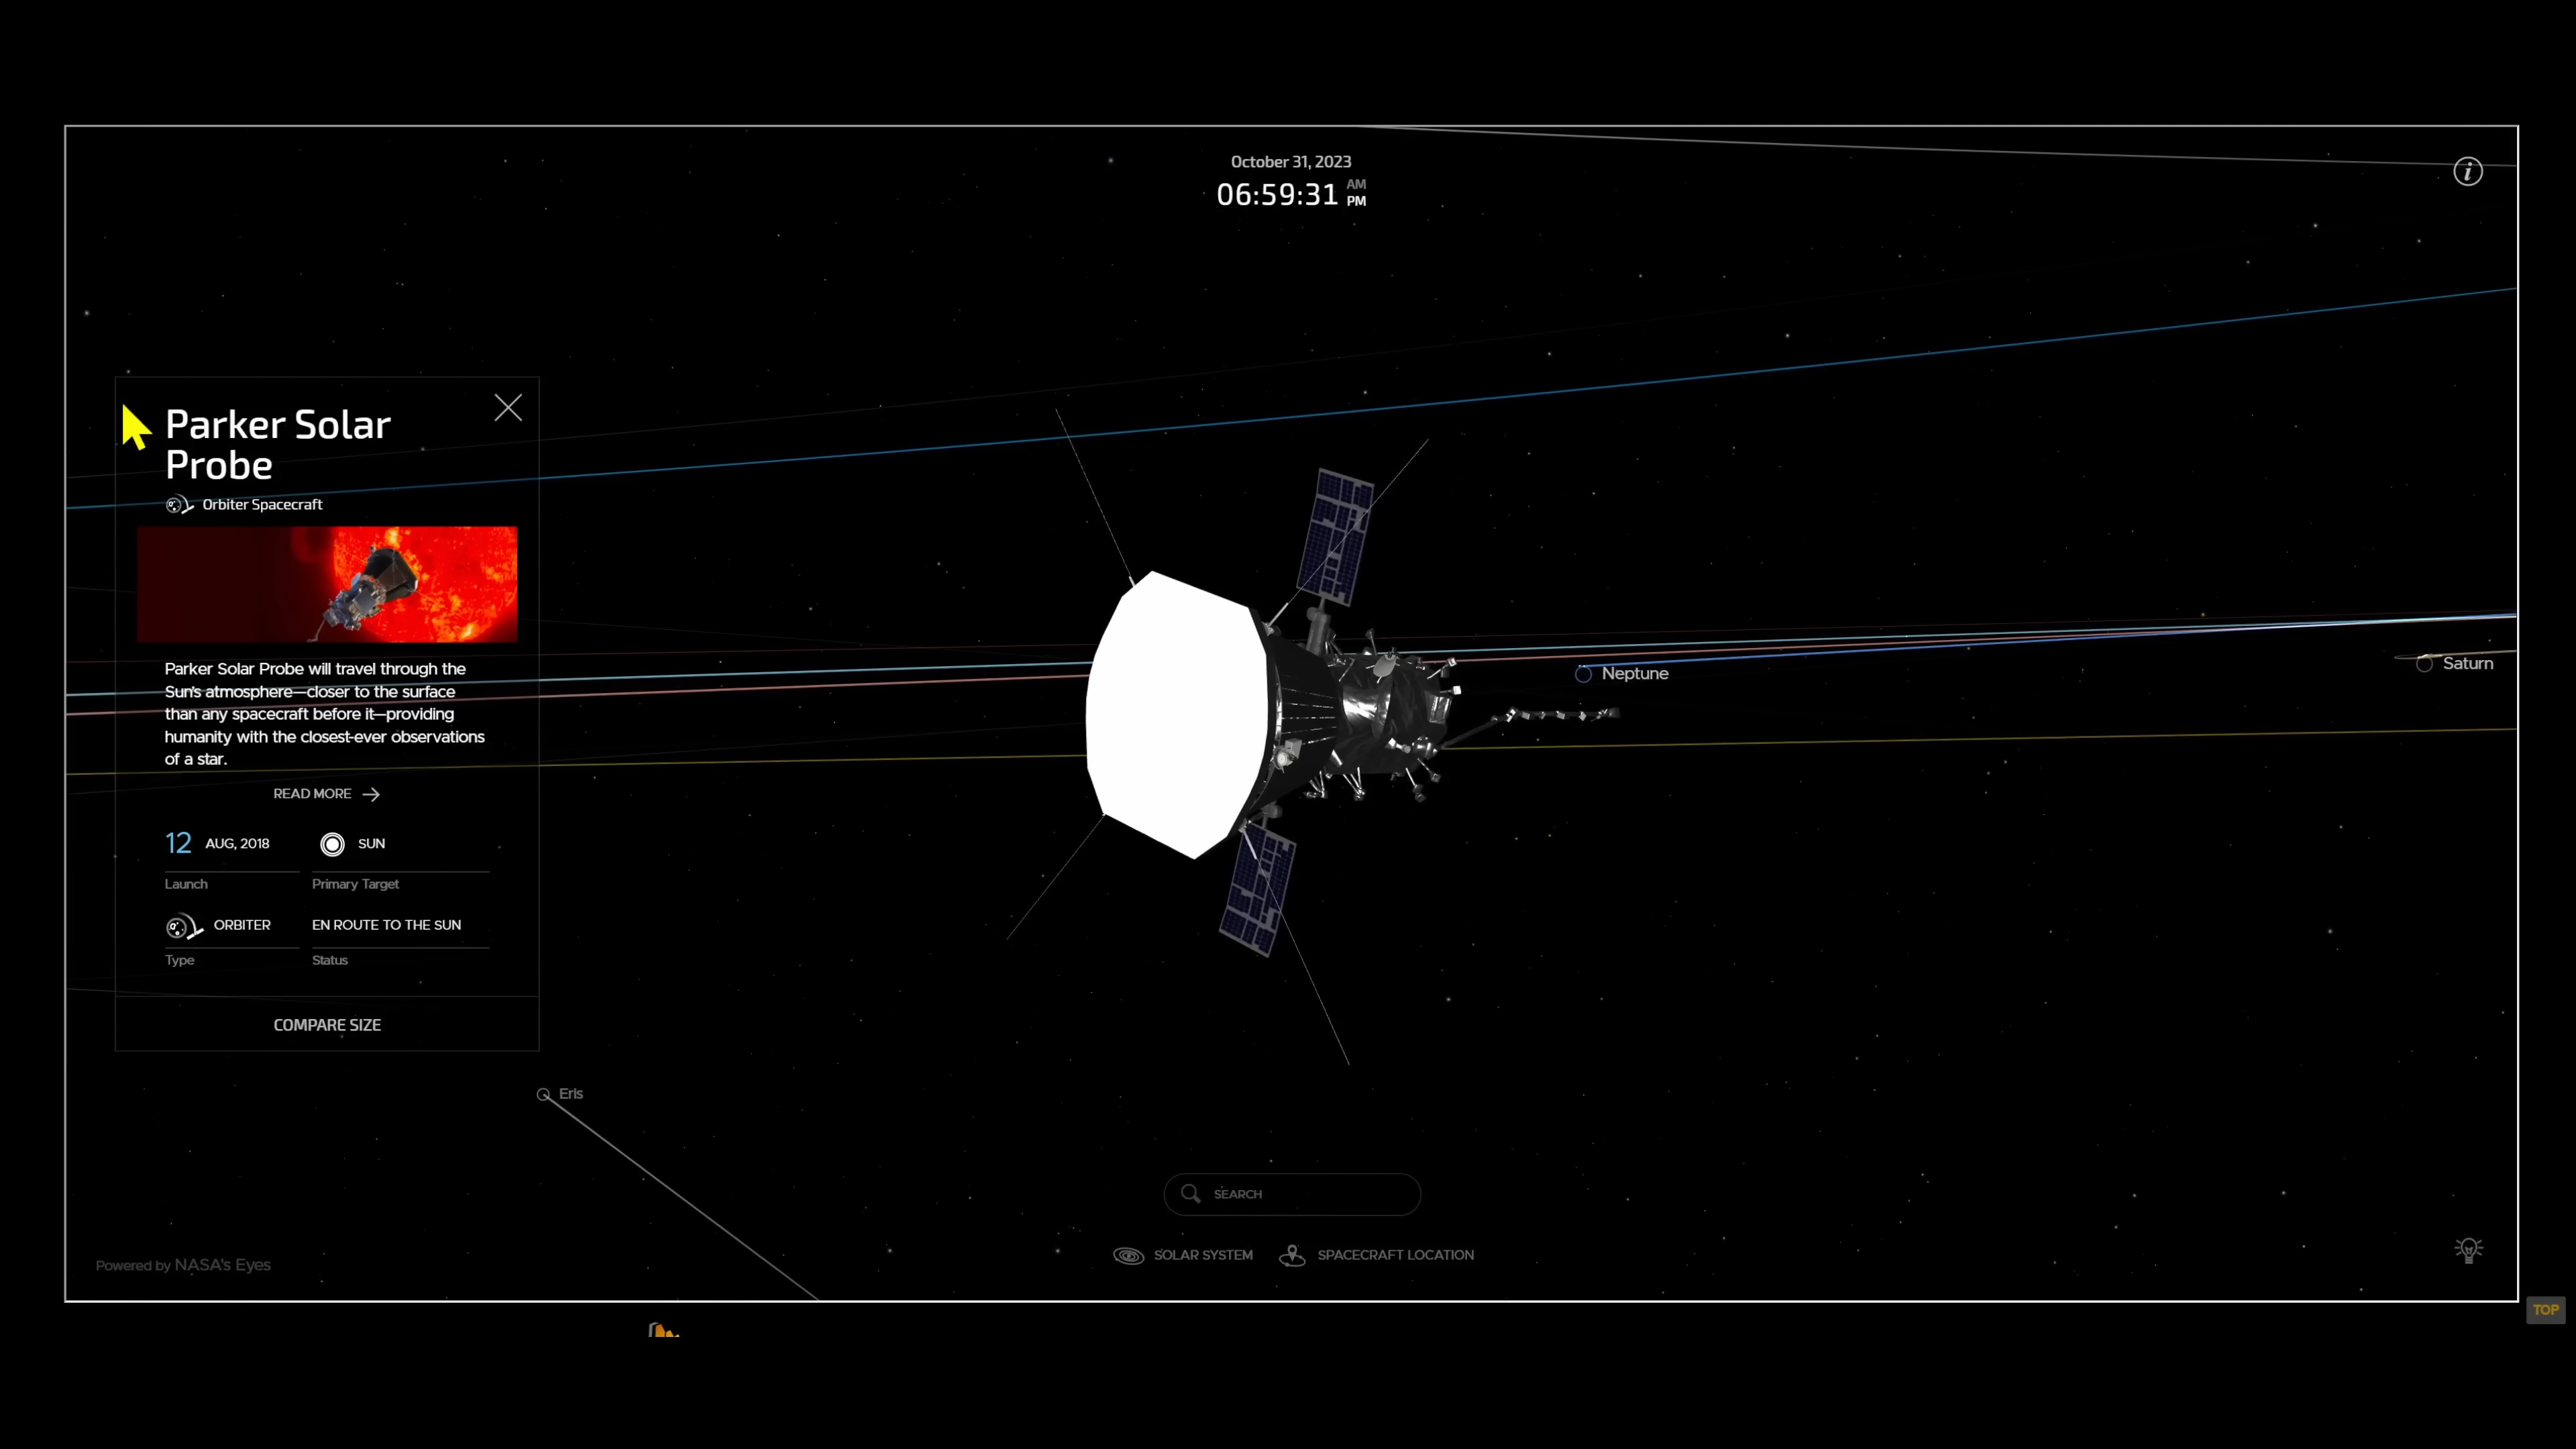 October 31, 2023
06:59:31 AM
PM
Parker Solar
Probe
Orbiter Spacecraft
Parker Solar Probe will travel through the
Sun's atmosphere—closer to the surface
than any spacecraft before it—providing
humanity with the closest-ever observations
of a star.
READ MORE
12 AUG, 2018
Launch
SUN
Primary Target
ORBITER
Type
EN ROUTE TO THE SUN
Status
COMPARE SIZE
Neptune
Saturn
Eris
SEARCH
SOLAR SYSTEM
SPACECRAFT LOCATION
Powered by NASA's Eyes
TOP